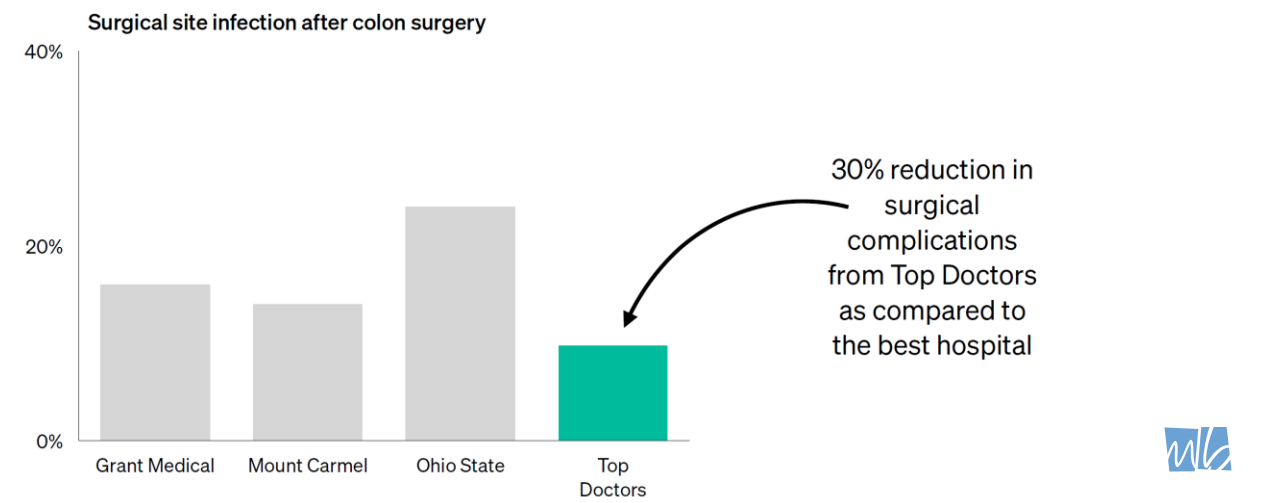 Surgical site infection after colon surgery
40%
20%
0%
Grant Medical
Mount Carmel
Ohio State
Top
Doctors
30% reduction in
surgical
complications
from Top Doctors
as compared to
the best hospital
mb